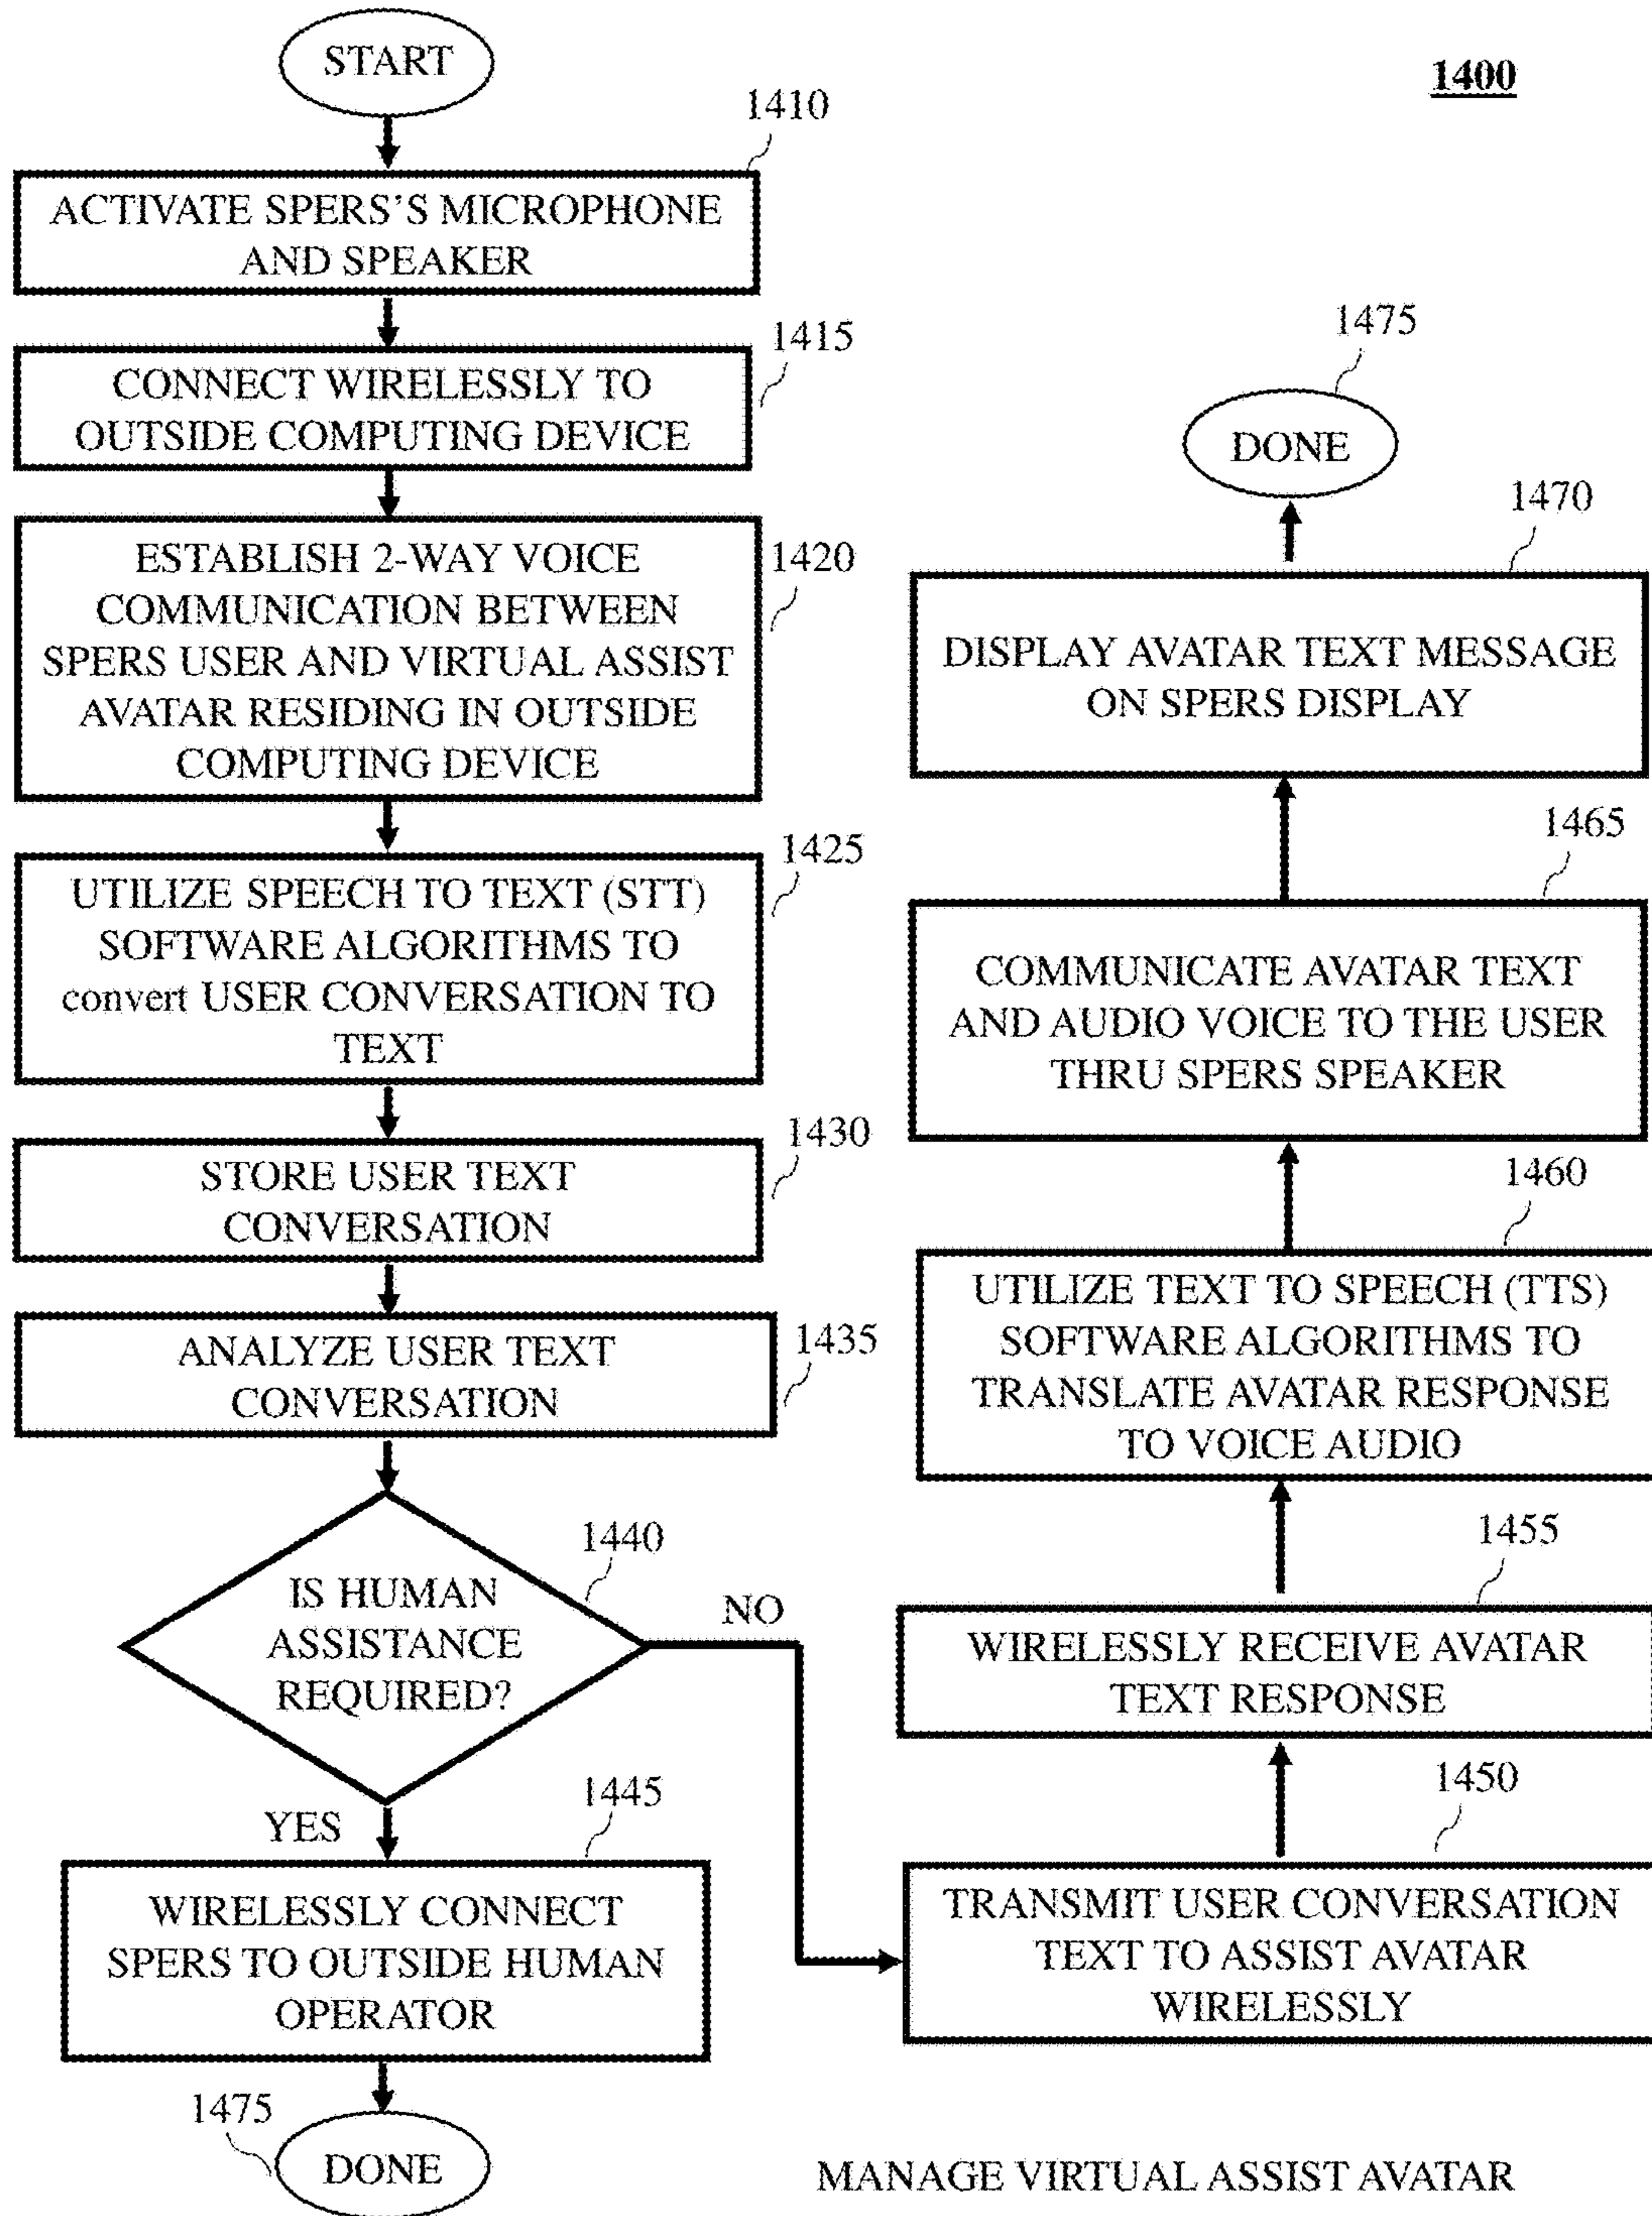 START
1400
1410
ACTIVATE SPERS'S MICROPHONE
AND SPEAKER
1415
CONNECT WIRELESSLY TO
OUTSIDE COMPUTING DEVICE
1420
ESTABLISH 2-WAY VOICE
COMMUNICATION BETWEEN
SPERS USER AND VIRTUAL ASSIST
AVATAR RESIDING IN OUTSIDE
COMPUTING DEVICE
1425
UTILIZE SPEECH TO TEXT (STT)
SOFTWARE ALGORITHMS TO
convert USER CONVERSATION TO
TEXT
1430
STORE USER TEXT
CONVERSATION
1435
ANALYZE USER TEXT
CONVERSATION
1440
IS HUMAN
ASSISTANCE
REQUIRED?
NO
YES
1445
WIRELESSLY CONNECT
SPERS TO OUTSIDE HUMAN
OPERATOR
1475
DONE
1475
DONE
1470
DISPLAY AVATAR TEXT MESSAGE
ON SPERS DISPLAY
1465
COMMUNICATE AVATAR TEXT
AND AUDIO VOICE TO THE USER
THRU SPERS SPEAKER
1460
UTILIZE TEXT TO SPEECH (TTS)
SOFTWARE ALGORITHMS TO
TRANSLATE AVATAR RESPONSE
TO VOICE AUDIO
1455
WIRELESSLY RECEIVE AVATAR
TEXT RESPONSE
1450
TRANSMIT USER CONVERSATION
TEXT TO ASSIST AVATAR
WIRELESSLY
MANAGE VIRTUAL ASSIST AVATAR